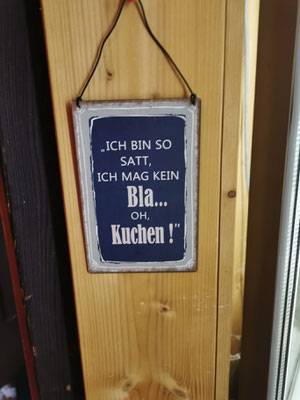 „ICH BIN SO
SATT,
ICH MAG KEIN
Bla...
OH,
Kuchen !"